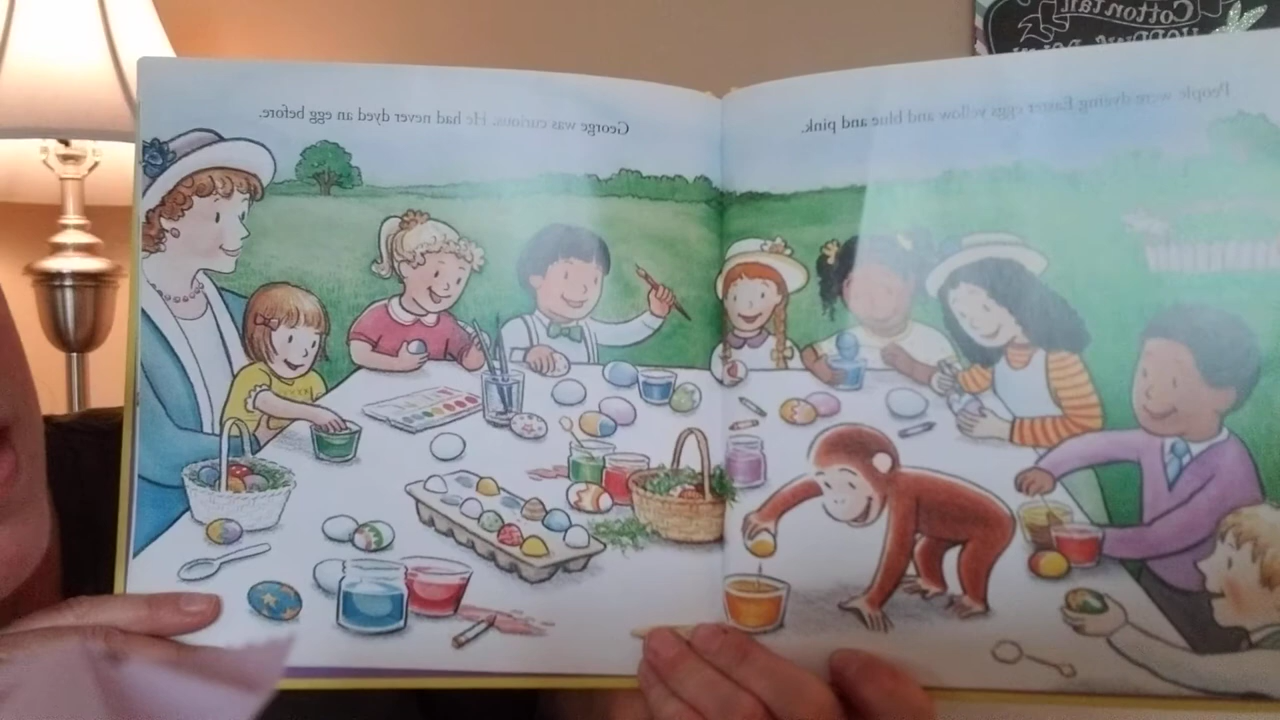 Cottontail
People were dyeing Easter eggs yellow and blue and pink.
George was curious. He had never dyed an egg before.